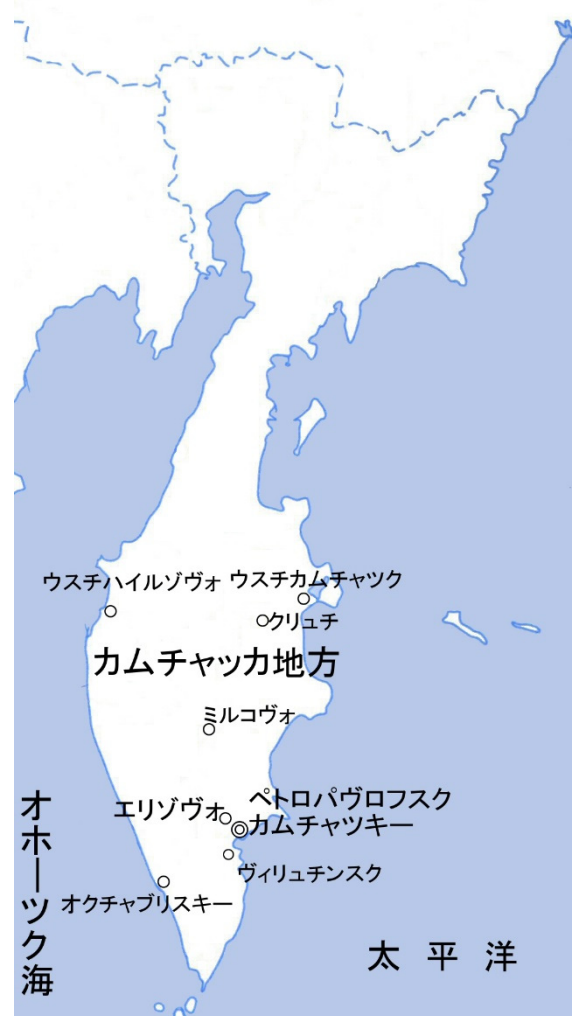 ウスチハイルゾヴォ
ウスチカムチャツク
クリュチ
カムチャッカ地方
ミルコヴォ
エリゾヴォ
ペトロパヴロフスク
カムチャツキー
ヴィリュチンスク
オクチャブリスキー
オホーツク海
太平洋